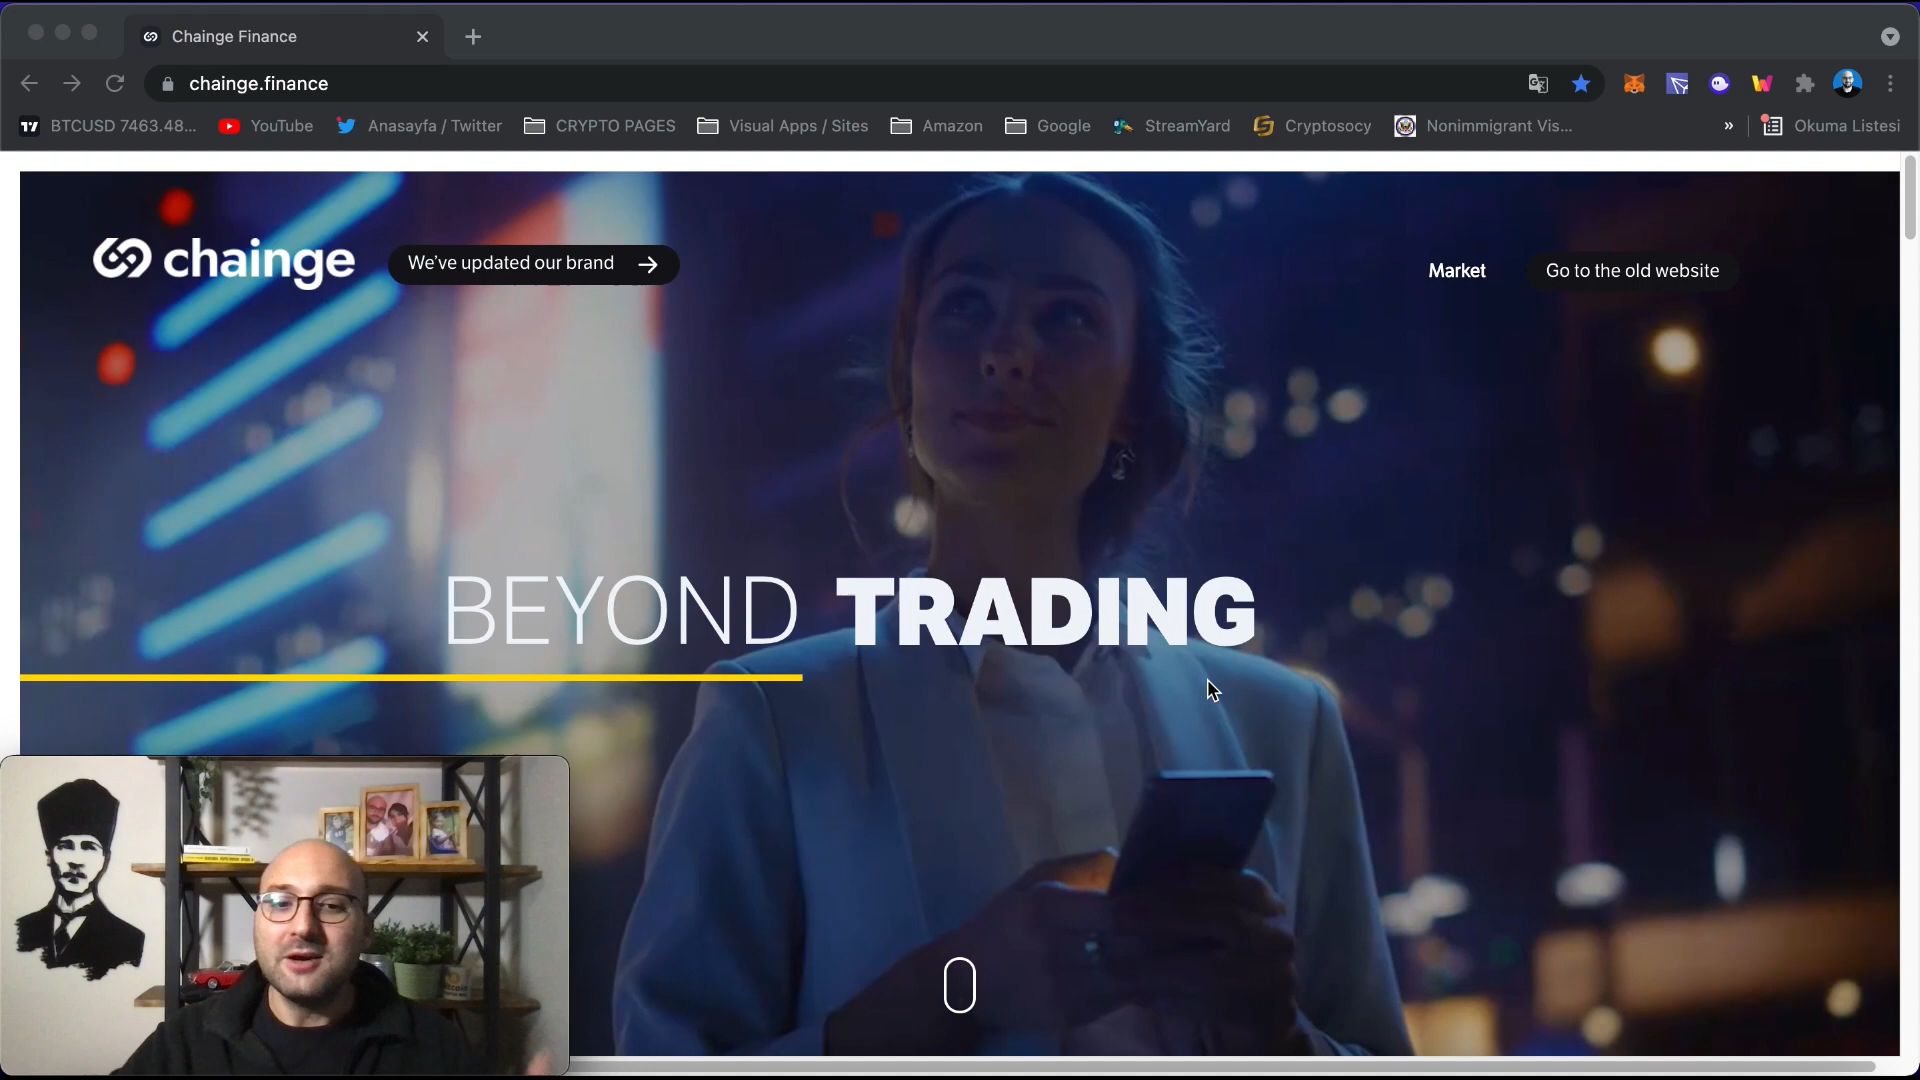 Chainge Finance
chainge.finance
BTCUSD 7463.48...
YouTube
Anasayfa / Twitter
CRYPTO PAGES
Visual Apps / Sites
Amazon
Google
StreamYard
Cryptosocy
Nonimmigrant Vis...
»
Okuma Listesi
chainge
We've updated our brand →
Market
Go to the old website
BEYOND TRADING